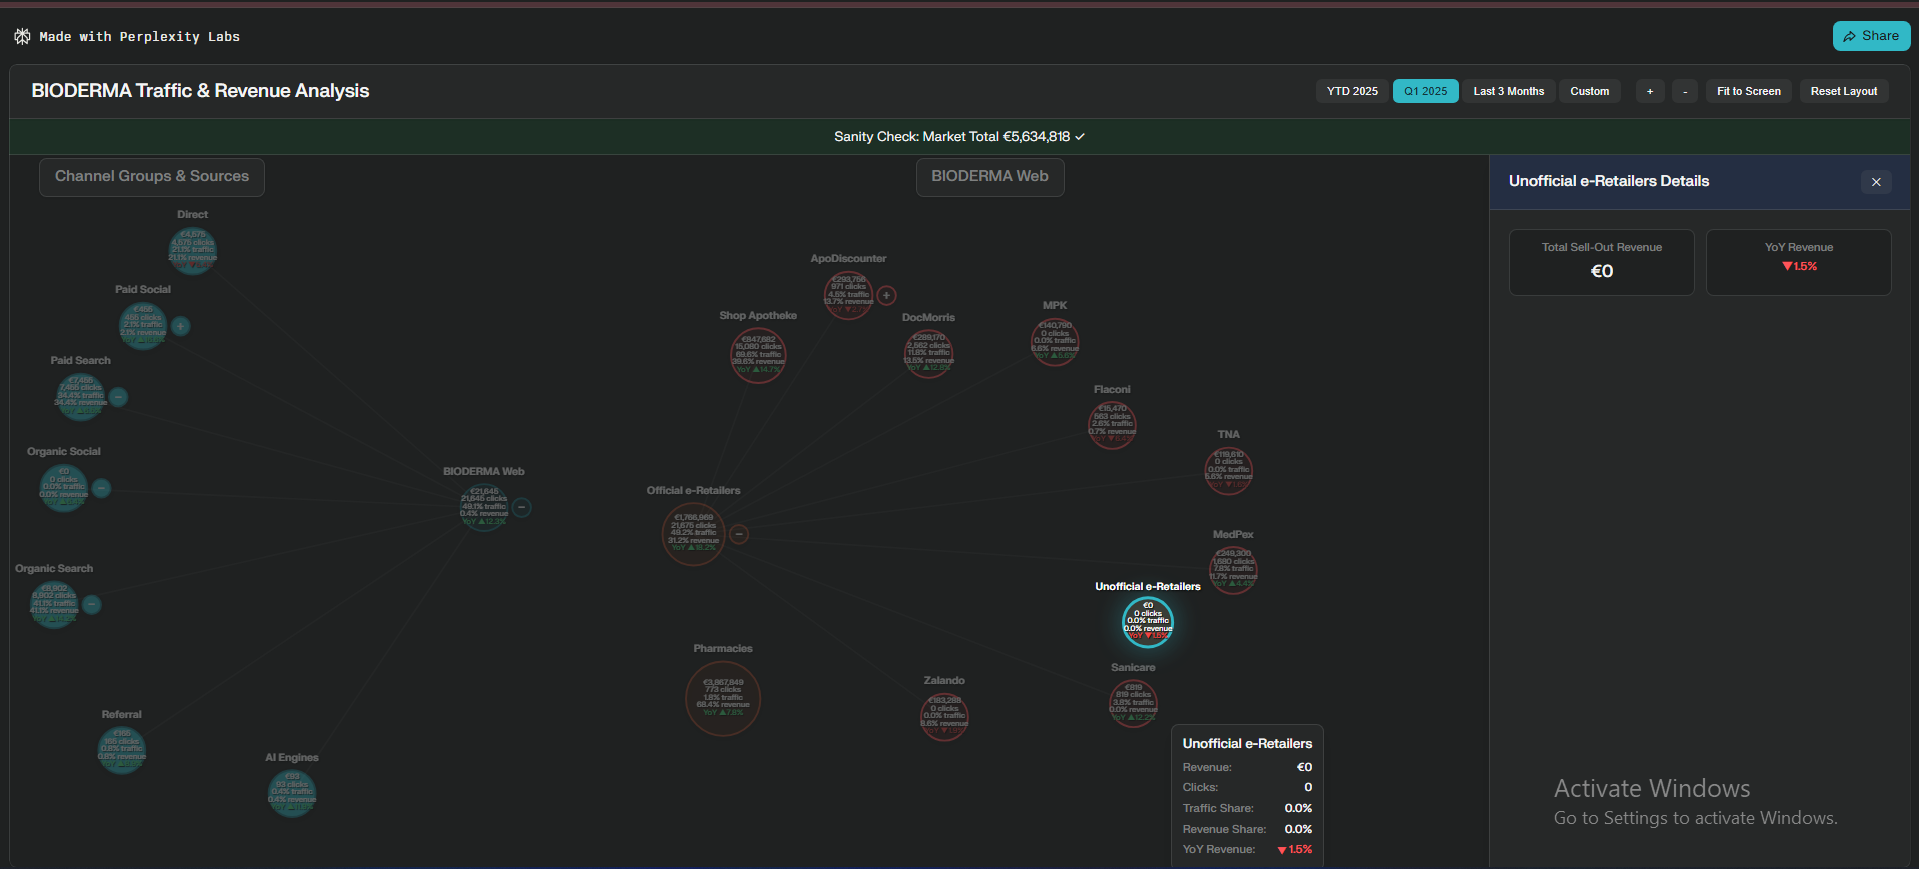 Made with Perplexity Labs
Share
BIODERMA Traffic & Revenue Analysis
YTD 2025
Q1 2025
Last 3 Months
Custom
+
-
Fit to Screen
Reset Layout
Sanity Check: Market Total €5,634,818 ✓
Channel Groups & Sources
BIODERMA Web
Direct
€4,575
4,575 clicks
21.1% traffic
21.1% revenue
Paid Social
+
€455
455 clicks
2.1% traffic
2.1% revenue
Paid Search
−
€7,455
7,455 clicks
34.4% traffic
34.4% revenue
Organic Social
−
€0
0 clicks
0.0% traffic
0.0% revenue
Organic Search
−
€8,902
8,902 clicks
41.1% traffic
41.1% revenue
Referral
€165
165 clicks
0.8% traffic
0.8% revenue
AI Engines
€93
93 clicks
0.4% traffic
0.4% revenue
BIODERMA Web
−
€21,645
21,645 clicks
49.1% traffic
0.4% revenue
YoY ▲12.3%
ApoDiscounter
+
€293,756
971 clicks
4.5% traffic
13.7% revenue
Shop Apotheke
€847,682
15,080 clicks
69.6% traffic
39.6% revenue
YoY ▲14.7%
DocMorris
€289,170
2,562 clicks
11.8% traffic
13.5% revenue
YoY ▲12.8%
MPK
€140,790
0 clicks
0.0% traffic
6.6% revenue
YoY ▲5.6%
Flaconi
€15,470
563 clicks
2.6% traffic
0.7% revenue
TNA
€119,610
0 clicks
0.0% traffic
5.6% revenue
Official e-Retailers
−
€1,766,969
21,675 clicks
49.2% traffic
31.2% revenue
YoY ▲16.2%
MedPex
€249,300
1,680 clicks
7.8% traffic
11.7% revenue
YoY ▲4.4%
Unofficial e-Retailers
€0
0 clicks
0.0% traffic
0.0% revenue
YoY ▼1.5%
Pharmacies
€3,867,849
773 clicks
1.8% traffic
68.4% revenue
YoY ▲7.9%
Zalando
€183,288
0 clicks
0.0% traffic
8.6% revenue
Sanicare
€819
819 clicks
3.8% traffic
0.0% revenue
YoY ▲12.2%
Unofficial e-Retailers
Revenue: €0
Clicks: 0
Traffic Share: 0.0%
Revenue Share: 0.0%
YoY Revenue: ▼1.5%
Unofficial e-Retailers Details
×
Total Sell-Out Revenue
€0
YoY Revenue
▼1.5%
Activate Windows
Go to Settings to activate Windows.